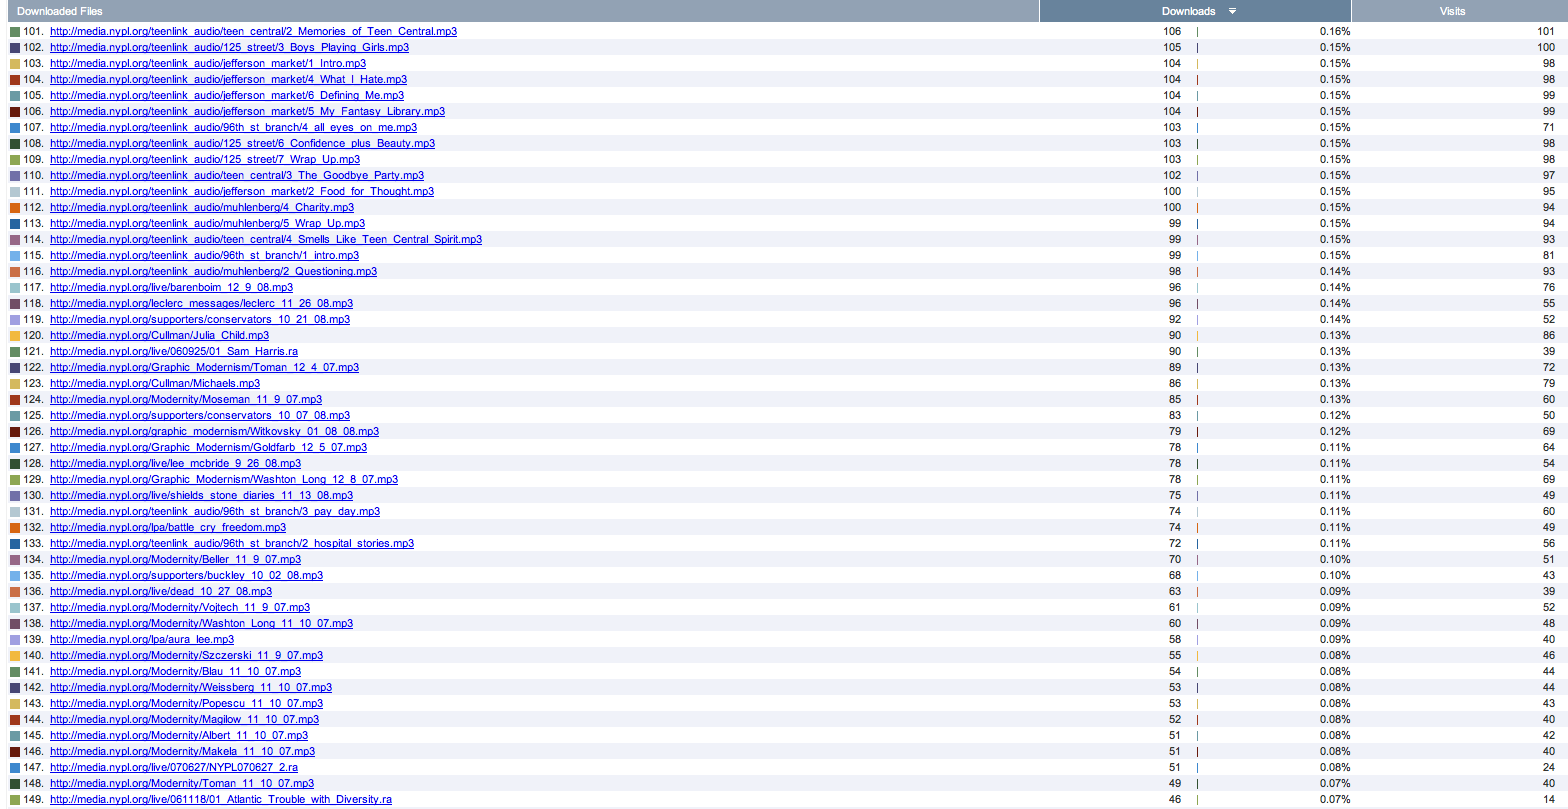 Downloaded Files Downloads Visits
101. http://media.nypl.org/teenlink_audio/teen_central/2_Memories_of_Teen_Central.mp3 106 0.16% 101
102. http://media.nypl.org/teenlink_audio/125_street/3_Boys_Playing_Girls.mp3 105 0.15% 100
103. http://media.nypl.org/teenlink_audio/jefferson_market/1_Intro.mp3 104 0.15% 98
104. http://media.nypl.org/teenlink_audio/jefferson_market/4_What_I_Hate.mp3 104 0.15% 98
105. http://media.nypl.org/teenlink_audio/jefferson_market/6_Defining_Me.mp3 104 0.15% 99
106. http://media.nypl.org/teenlink_audio/jefferson_market/5_My_Fantasy_Library.mp3 104 0.15% 99
107. http://media.nypl.org/teenlink_audio/96th_st_branch/4_all_eyes_on_me.mp3 103 0.15% 71
108. http://media.nypl.org/teenlink_audio/125_street/6_Confidence_plus_Beauty.mp3 103 0.15% 98
109. http://media.nypl.org/teenlink_audio/125_street/7_Wrap_Up.mp3 103 0.15% 98
110. http://media.nypl.org/teenlink_audio/teen_central/3_The_Goodbye_Party.mp3 102 0.15% 97
111. http://media.nypl.org/teenlink_audio/jefferson_market/2_Food_for_Thought.mp3 100 0.15% 95
112. http://media.nypl.org/teenlink_audio/muhlenberg/4_Charity.mp3 100 0.15% 94
113. http://media.nypl.org/teenlink_audio/muhlenberg/5_Wrap_Up.mp3 99 0.15% 94
114. http://media.nypl.org/teenlink_audio/teen_central/4_Smells_Like_Teen_Central_Spirit.mp3 99 0.15% 93
115. http://media.nypl.org/teenlink_audio/96th_st_branch/1_intro.mp3 99 0.15% 81
116. http://media.nypl.org/teenlink_audio/muhlenberg/2_Questioning.mp3 98 0.14% 93
117. http://media.nypl.org/live/barenboim_12_9_08.mp3 96 0.14% 76
118. http://media.nypl.org/leclerc_messages/leclerc_11_26_08.mp3 96 0.14% 55
119. http://media.nypl.org/supporters/conservators_10_21_08.mp3 92 0.14% 52
120. http://media.nypl.org/Cullman/Julia_Child.mp3 90 0.13% 86
121. http://media.nypl.org/live/060925/01_Sam_Harris.ra 90 0.13% 39
122. http://media.nypl.org/Graphic_Modernism/Toman_12_4_07.mp3 89 0.13% 72
123. http://media.nypl.org/Cullman/Michaels.mp3 86 0.13% 79
124. http://media.nypl.org/Modernity/Moseman_11_9_07.mp3 85 0.13% 60
125. http://media.nypl.org/supporters/conservators_10_07_08.mp3 83 0.12% 50
126. http://media.nypl.org/graphic_modernism/Witkovsky_01_08_08.mp3 79 0.12% 69
127. http://media.nypl.org/Graphic_Modernism/Goldfarb_12_5_07.mp3 78 0.11% 64
128. http://media.nypl.org/live/lee_mcbride_9_26_08.mp3 78 0.11% 54
129. http://media.nypl.org/Graphic_Modernism/Washton_Long_12_8_07.mp3 78 0.11% 69
130. http://media.nypl.org/live/shields_stone_diaries_11_13_08.mp3 75 0.11% 49
131. http://media.nypl.org/teenlink_audio/96th_st_branch/3_pay_day.mp3 74 0.11% 60
132. http://media.nypl.org/lpa/battle_cry_freedom.mp3 74 0.11% 49
133. http://media.nypl.org/teenlink_audio/96th_st_branch/2_hospital_stories.mp3 72 0.11% 56
134. http://media.nypl.org/Modernity/Beller_11_9_07.mp3 70 0.10% 51
135. http://media.nypl.org/supporters/buckley_10_02_08.mp3 68 0.10% 43
136. http://media.nypl.org/live/dead_10_27_08.mp3 63 0.09% 39
137. http://media.nypl.org/Modernity/Vojtech_11_9_07.mp3 61 0.09% 52
138. http://media.nypl.org/Modernity/Washton_Long_11_10_07.mp3 60 0.09% 48
139. http://media.nypl.org/lpa/aura_lee.mp3 58 0.09% 40
140. http://media.nypl.org/Modernity/Szczerski_11_9_07.mp3 55 0.08% 46
141. http://media.nypl.org/Modernity/Blau_11_10_07.mp3 54 0.08% 44
142. http://media.nypl.org/Modernity/Weissberg_11_10_07.mp3 53 0.08% 44
143. http://media.nypl.org/Modernity/Popescu_11_10_07.mp3 53 0.08% 43
144. http://media.nypl.org/Modernity/Magilow_11_10_07.mp3 52 0.08% 40
145. http://media.nypl.org/Modernity/Albert_11_10_07.mp3 51 0.08% 42
146. http://media.nypl.org/Modernity/Makela_11_10_07.mp3 51 0.08% 40
147. http://media.nypl.org/live/070627/NYPL070627_2.ra 51 0.08% 24
148. http://media.nypl.org/Modernity/Toman_11_10_07.mp3 49 0.07% 40
149. http://media.nypl.org/live/061118/01_Atlantic_Trouble_with_Diversity.ra 46 0.07% 14